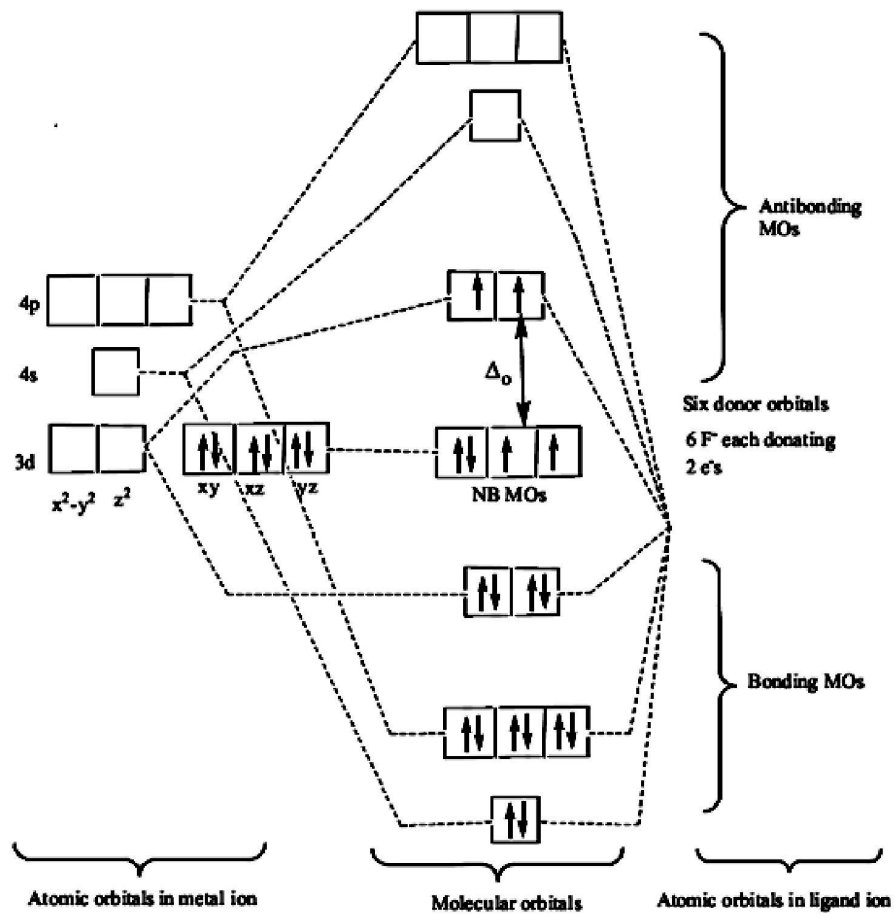 Antibonding
MOs
4p
4s
Δo
Six donor orbitals
6 F⁻ each donating
2 e⁻s
3d
x²-y² z² xy xz yz
NB MOs
Bonding MOs
Atomic orbitals in metal ion
Molecular orbitals
Atomic orbitals in ligand ion